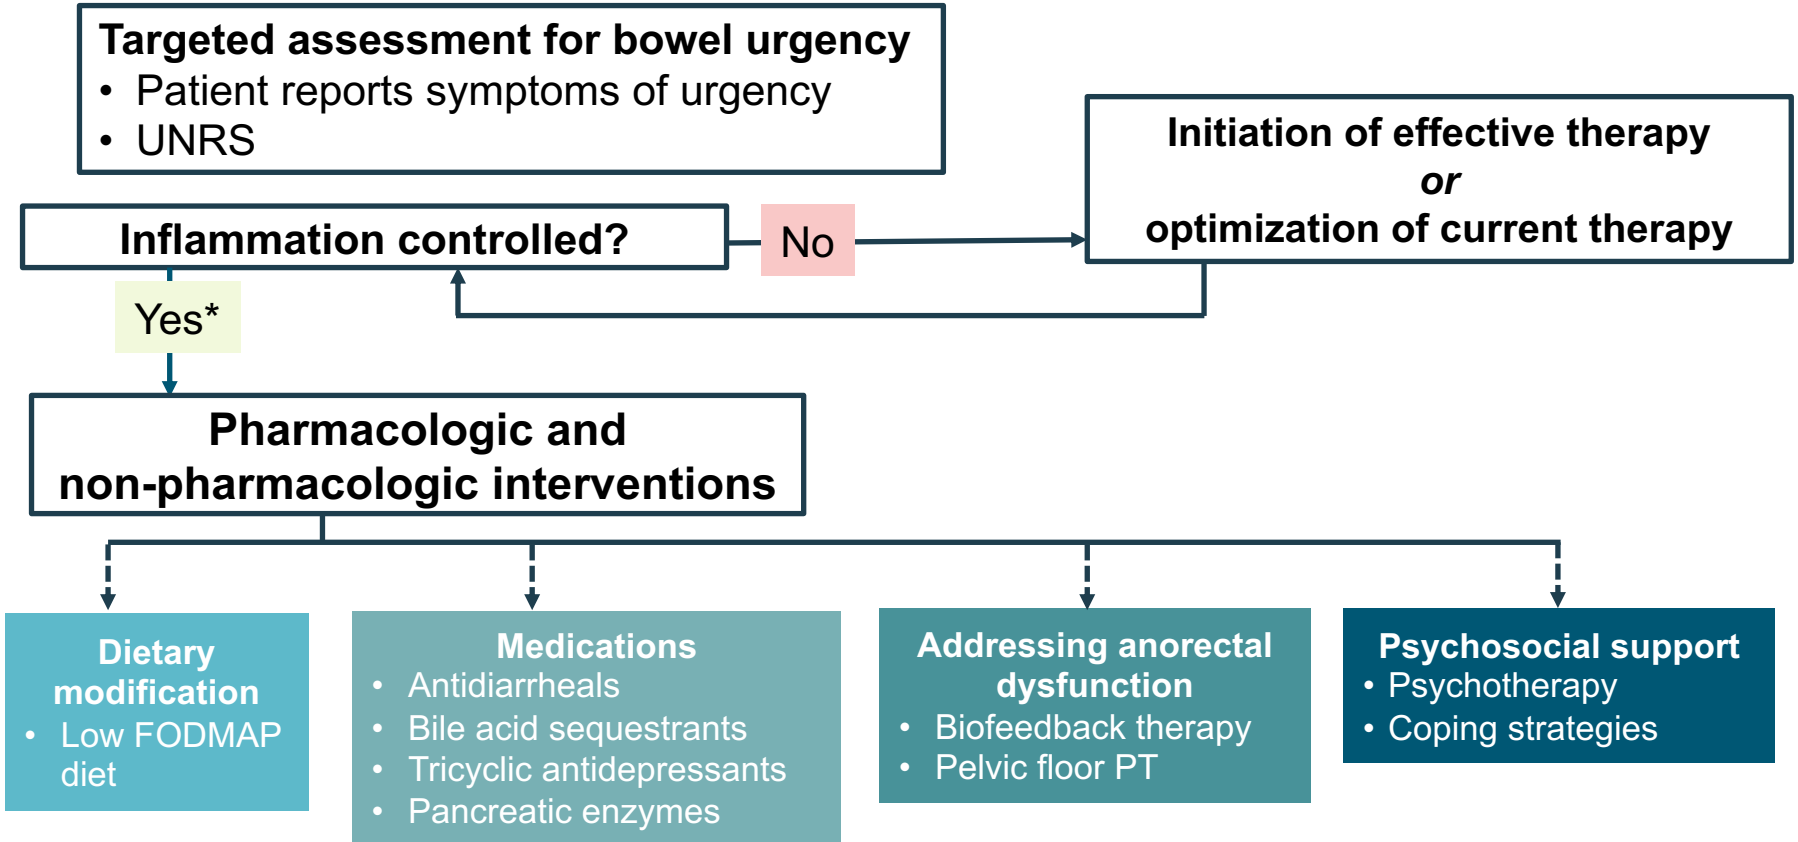 Targeted assessment for bowel urgency
• Patient reports symptoms of urgency
• UNRS
Inflammation controlled?
No
Initiation of effective therapy
or
optimization of current therapy
Yes*
Pharmacologic and
non-pharmacologic interventions
Dietary
modification
• Low FODMAP
diet
Medications
• Antidiarrheals
• Bile acid sequestrants
• Tricyclic antidepressants
• Pancreatic enzymes
Addressing anorectal
dysfunction
• Biofeedback therapy
• Pelvic floor PT
Psychosocial support
• Psychotherapy
• Coping strategies